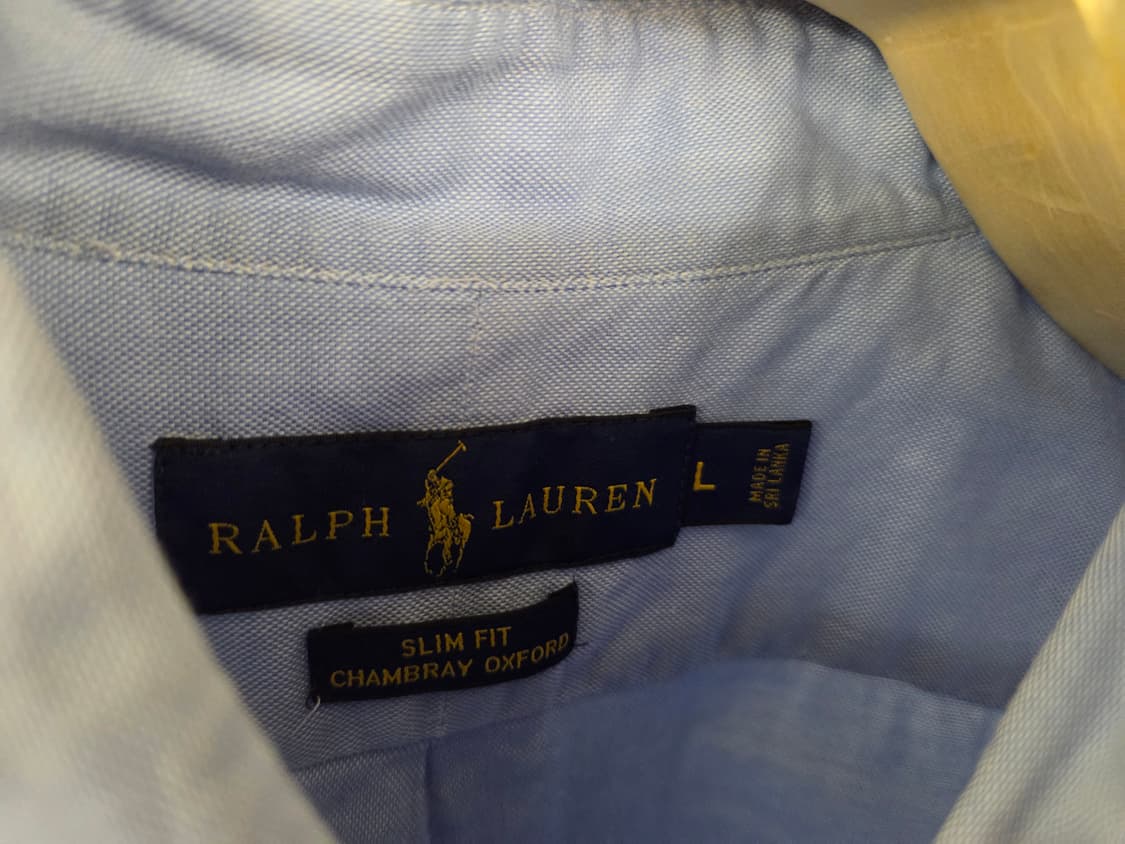 RALPH LAUREN
L
MADE IN
SRI LANKA
SLIM FIT
CHAMBRAY OXFORD